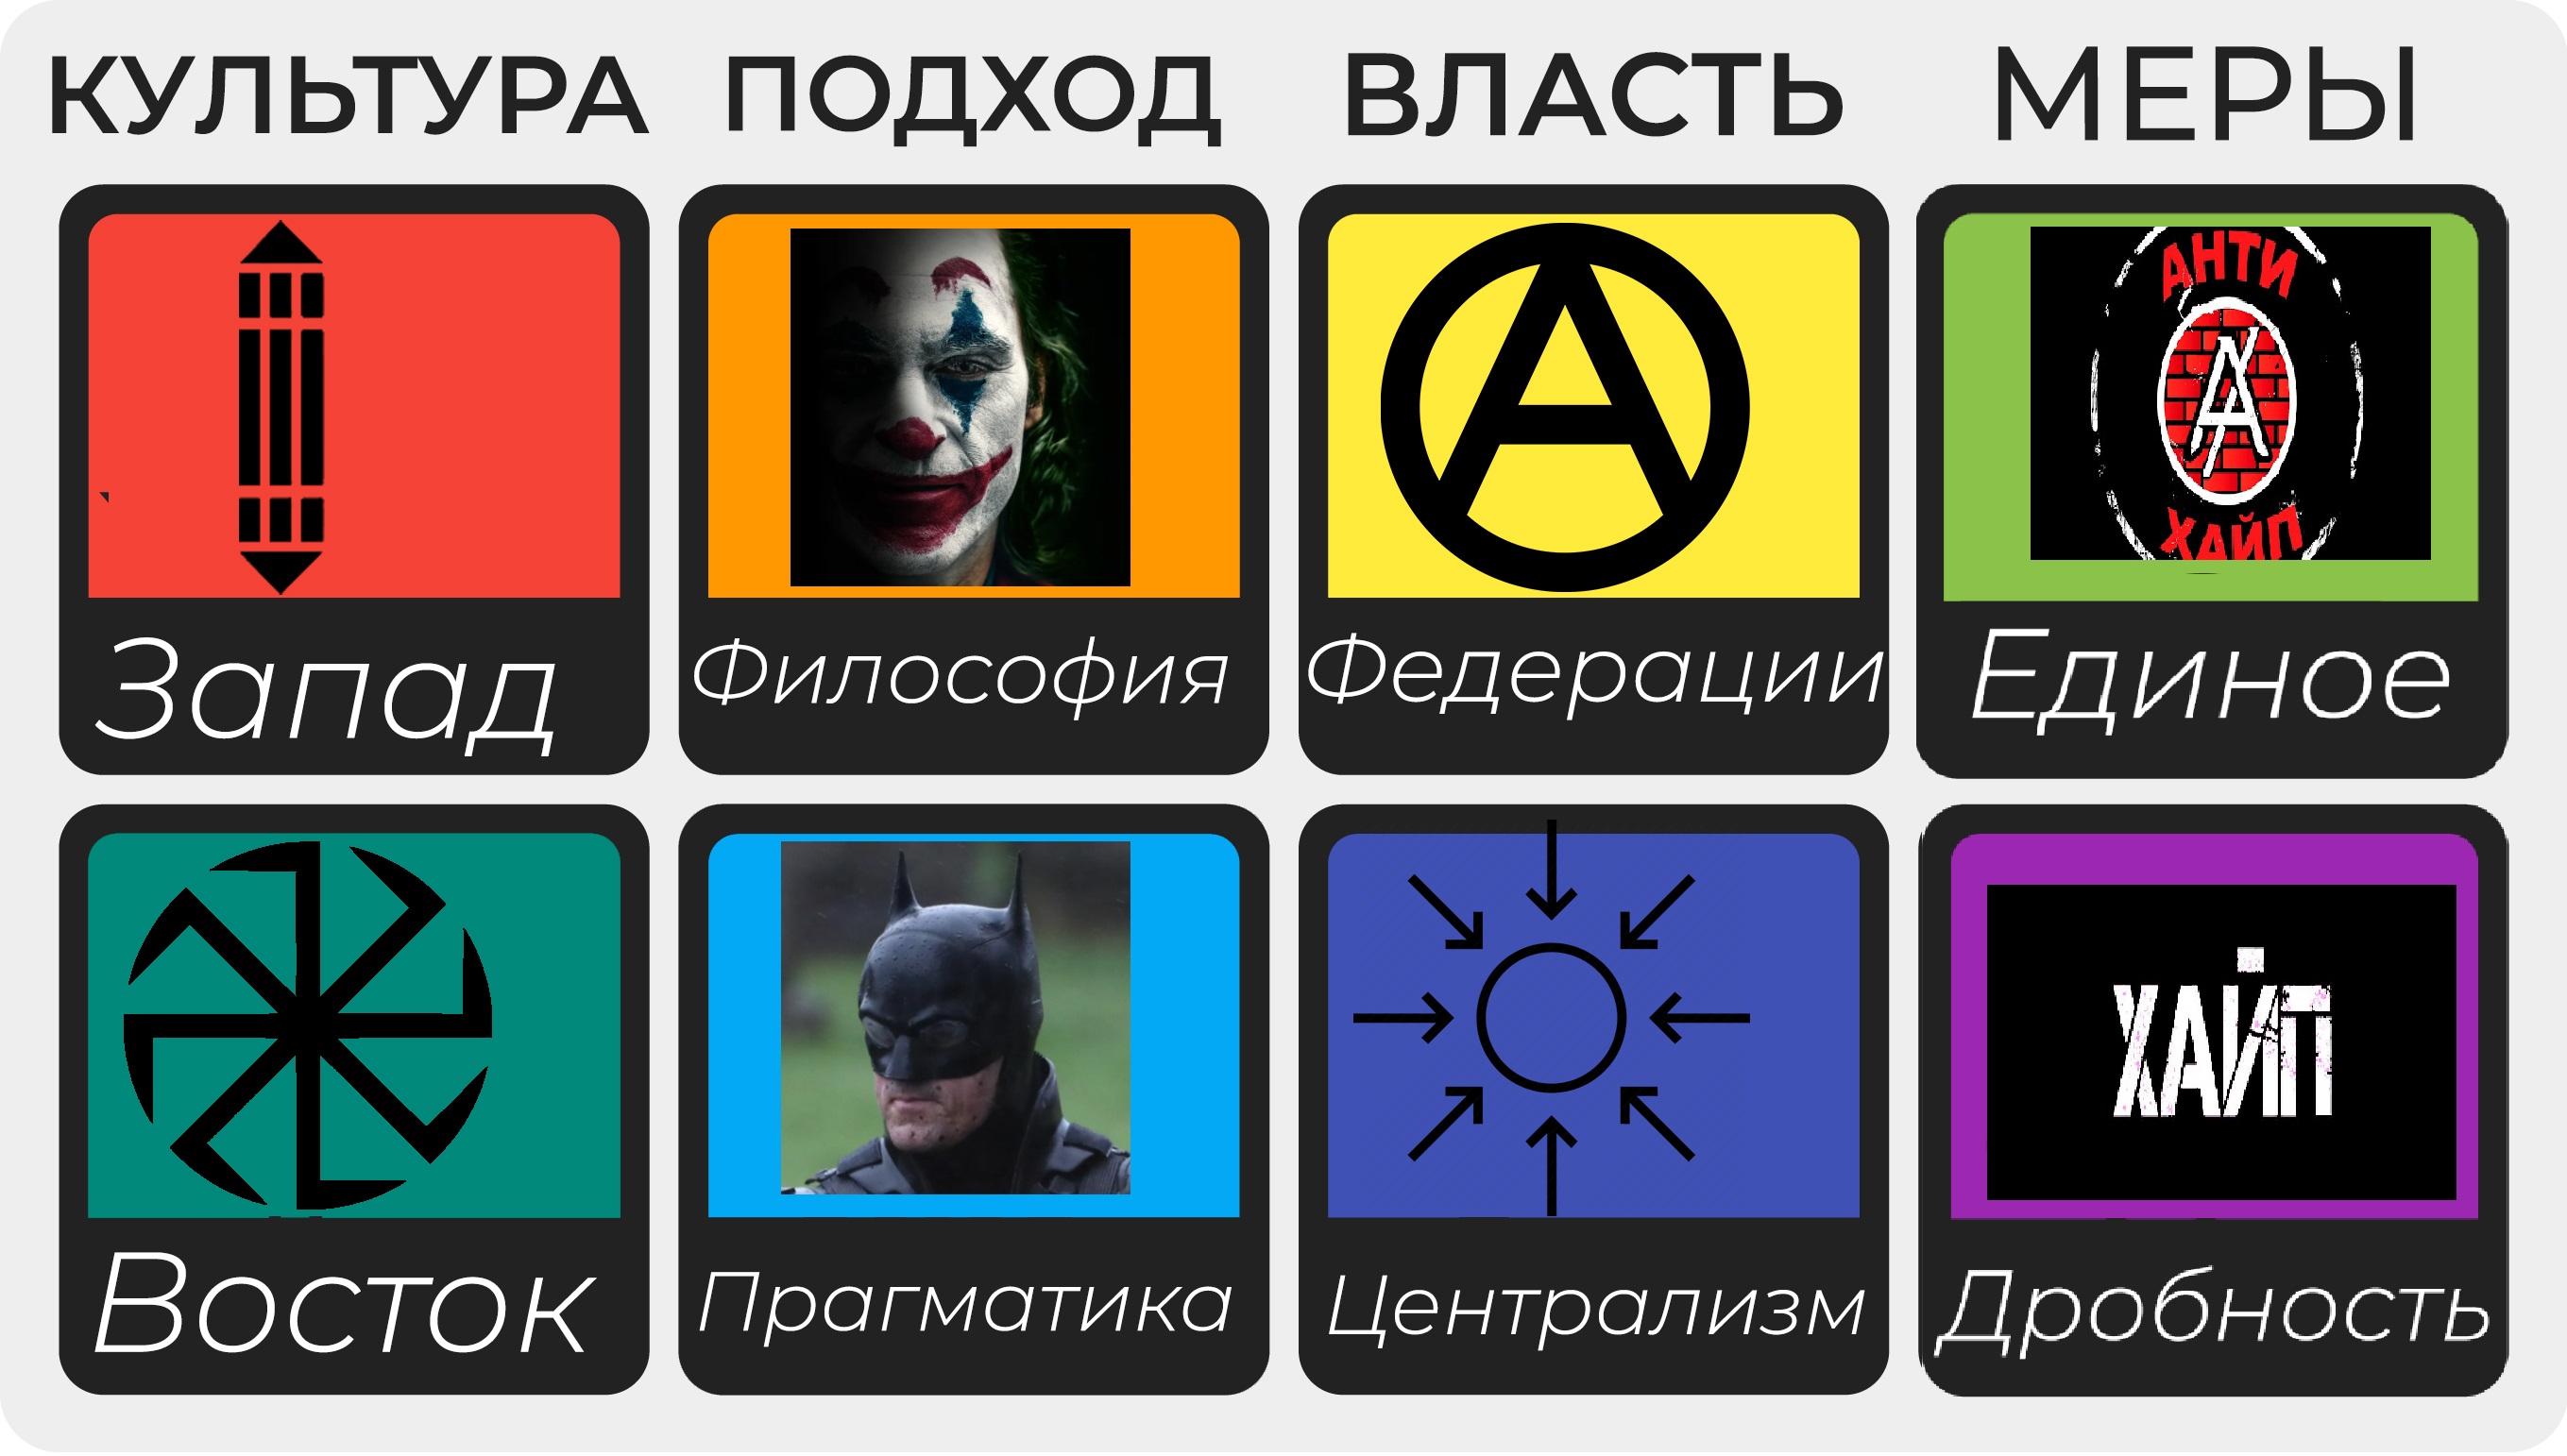 КУЛЬТУРА ПОДХОД ВЛАСТЬ МЕРЫ
АНТИ
ХАЙП
Запад Философия Федерации Единое
ХАЙП
Восток Прагматика Централизм Дробность